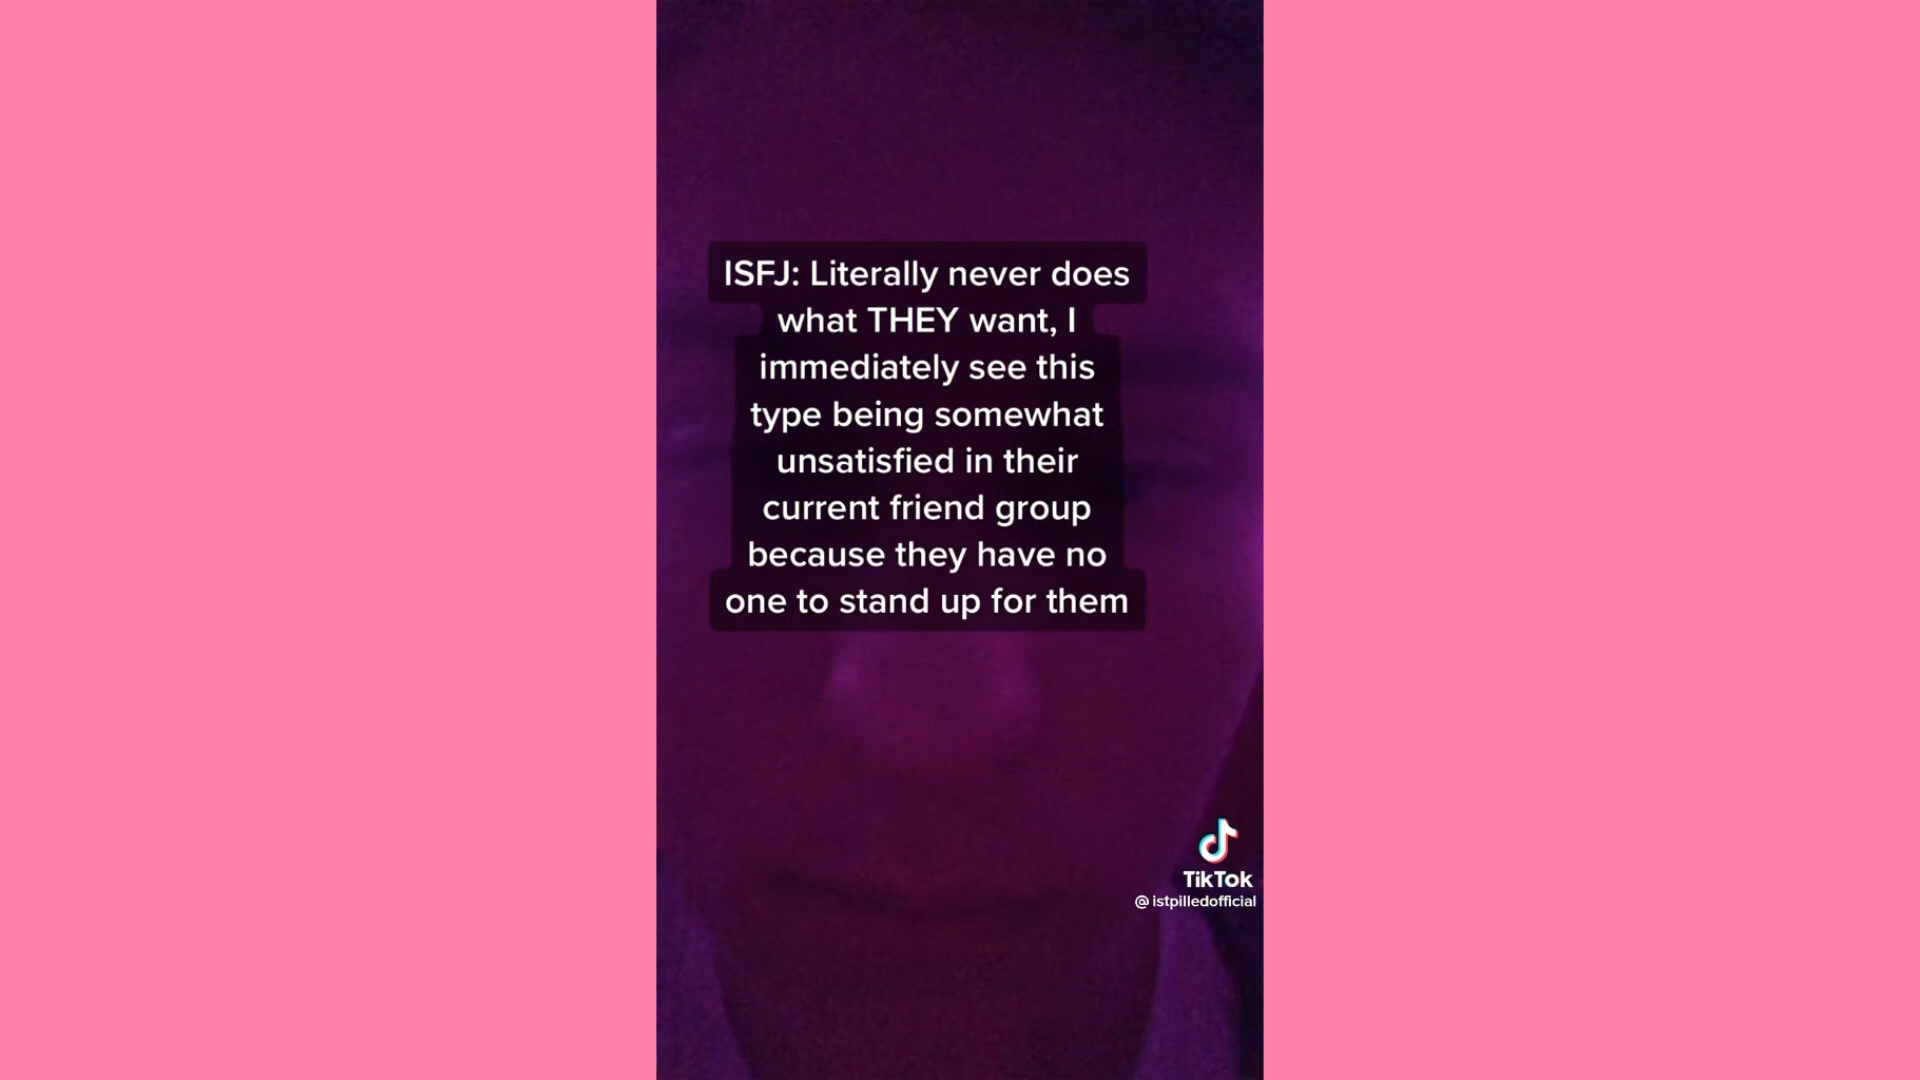 ISFJ: Literally never does
what THEY want, I
immediately see this
type being somewhat
unsatisfied in their
current friend group
because they have no
one to stand up for them
TikTok
@istpilledofficial